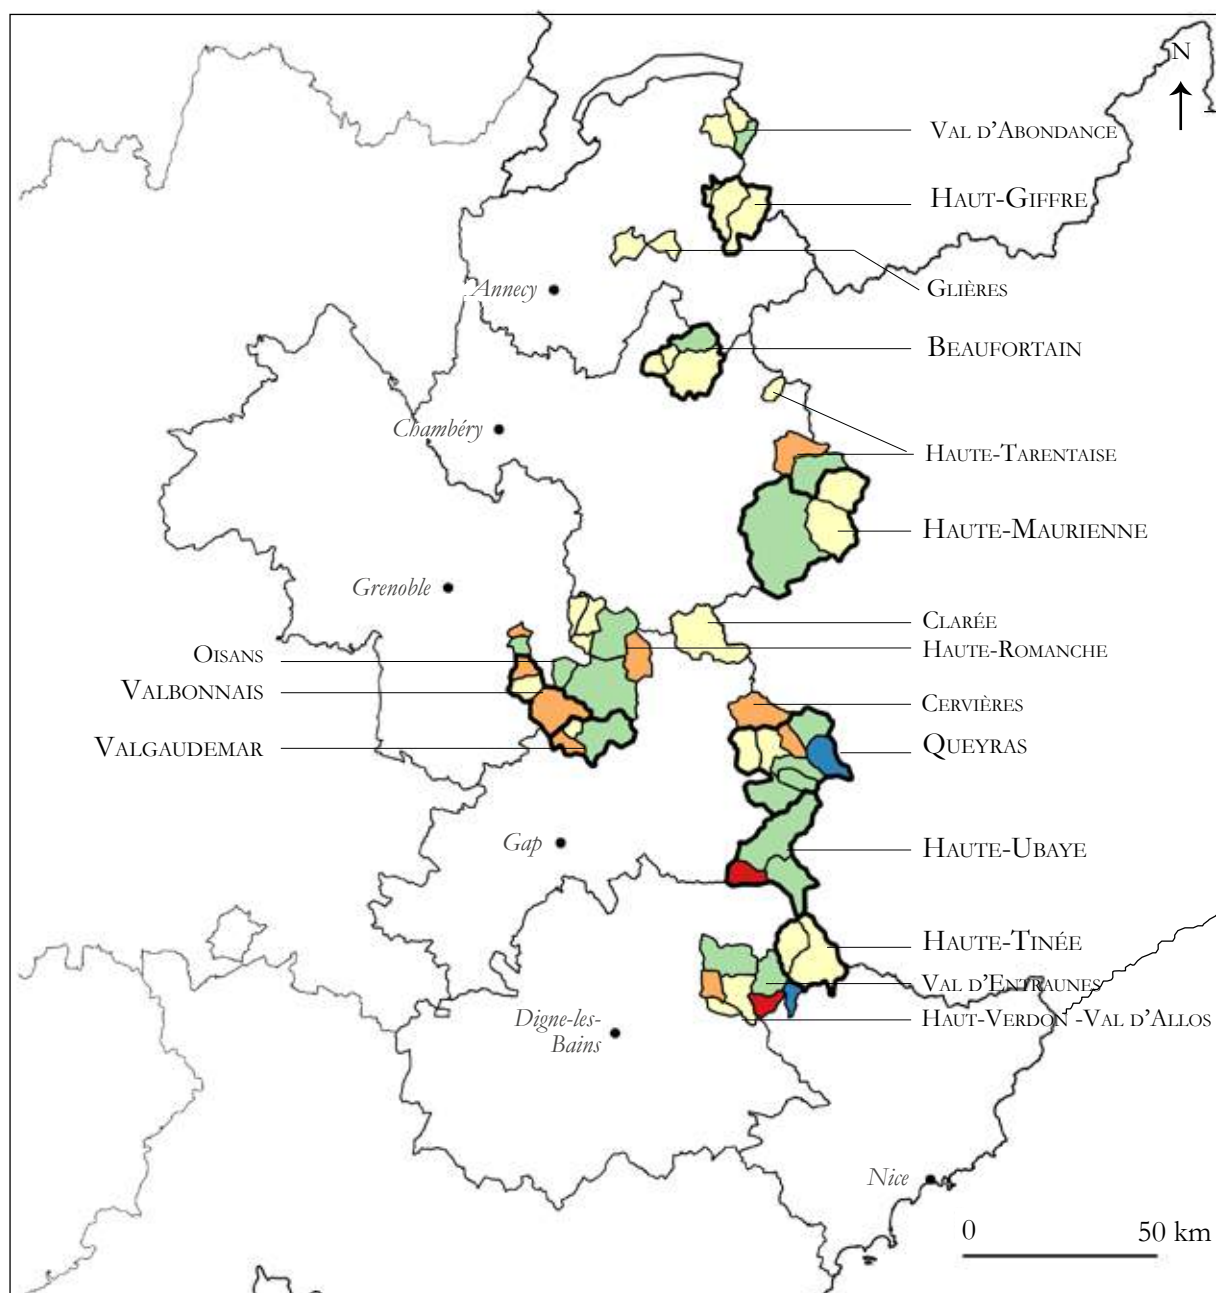 N
VAL D'ABONDANCE
HAUT-GIFFRE
Annecy
GLIÈRES
BEAUFORTAIN
Chambéry
HAUTE-TARENTAISE
HAUTE-MAURIENNE
Grenoble
CLARÉE
OISANS
HAUTE-ROMANCHE
VALBONNAIS
CERVIÈRES
VALGAUDEMAR
QUEYRAS
Gap
HAUTE-UBAYE
HAUTE-TINÉE
VAL D'ENTRAUNES
HAUT-VERDON -VAL D'ALLOS
Digne-les-
Bains
Nice
0 50 km